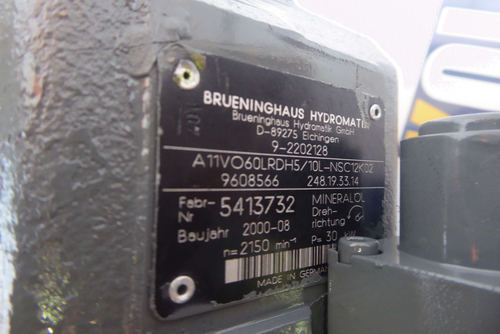 BRUENINGHAUS HYDROMATIK
Brueninghaus Hydromatik GmbH
D-89275 Elchingen
9-2202128
A11VO60LRDH5/10L-NSC12K02
9608566 248.19.33.14
Fabr-Nr 5413732 MINERALÖL
Baujahr 2000-08 Dreh-richtung
n= 2150 min⁻¹ P= 30 kW
MADE IN GERMANY